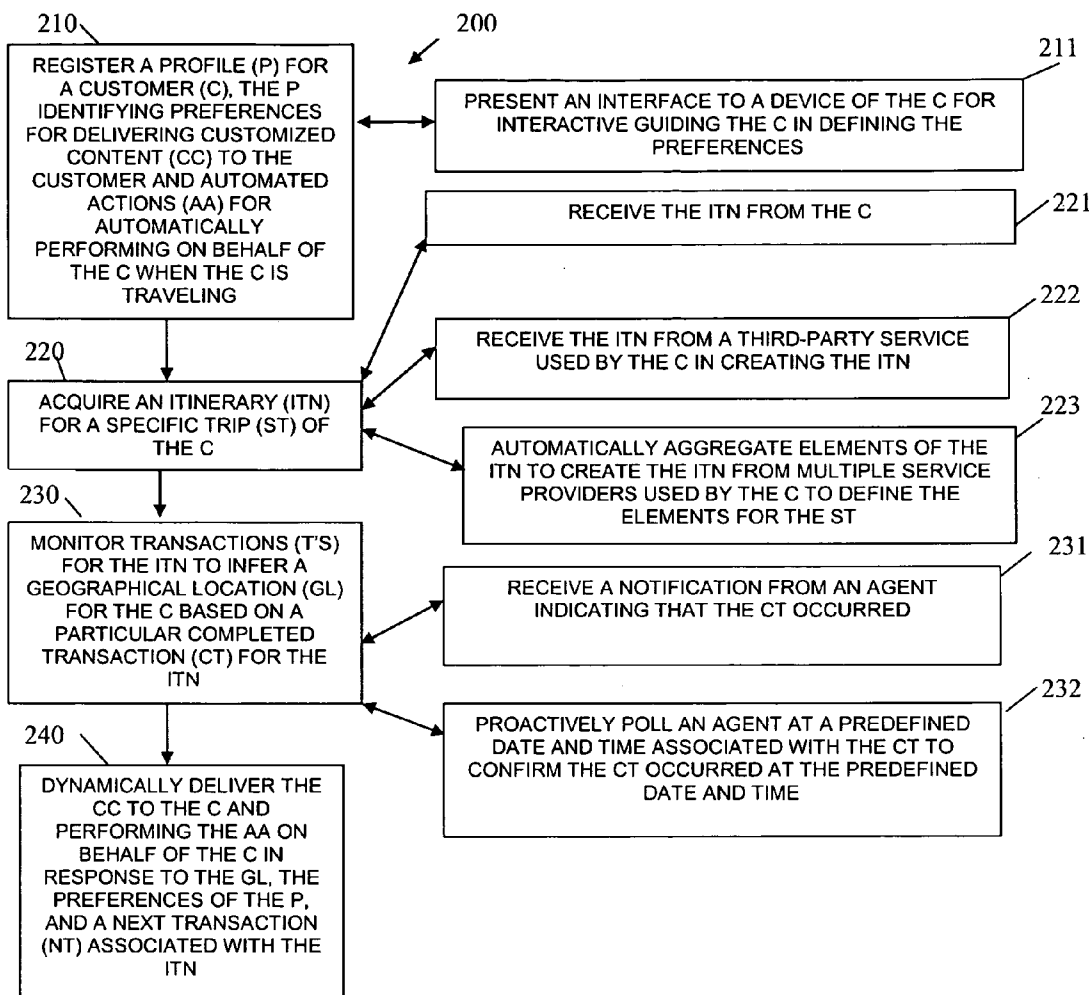 200
210
REGISTER A PROFILE (P) FOR
A CUSTOMER (C), THE P
IDENTIFYING PREFERENCES
FOR DELIVERING CUSTOMIZED
CONTENT (CC) TO THE
CUSTOMER AND AUTOMATED
ACTIONS (AA) FOR
AUTOMATICALLY
PERFORMING ON BEHALF OF
THE C WHEN THE C IS
TRAVELING
211
PRESENT AN INTERFACE TO A DEVICE OF THE C FOR
INTERACTIVE GUIDING THE C IN DEFINING THE
PREFERENCES
220
ACQUIRE AN ITINERARY (ITN)
FOR A SPECIFIC TRIP (ST) OF
THE C
221
RECEIVE THE ITN FROM THE C
222
RECEIVE THE ITN FROM A THIRD-PARTY SERVICE
USED BY THE C IN CREATING THE ITN
223
AUTOMATICALLY AGGREGATE ELEMENTS OF THE
ITN TO CREATE THE ITN FROM MULTIPLE SERVICE
PROVIDERS USED BY THE C TO DEFINE THE
ELEMENTS FOR THE ST
230
MONITOR TRANSACTIONS (T'S)
FOR THE ITN TO INFER A
GEOGRAPHICAL LOCATION (GL)
FOR THE C BASED ON A
PARTICULAR COMPLETED
TRANSACTION (CT) FOR THE
ITN
231
RECEIVE A NOTIFICATION FROM AN AGENT
INDICATING THAT THE CT OCCURRED
232
PROACTIVELY POLL AN AGENT AT A PREDEFINED
DATE AND TIME ASSOCIATED WITH THE CT TO
CONFIRM THE CT OCCURRED AT THE PREDEFINED
DATE AND TIME
240
DYNAMICALLY DELIVER THE
CC TO THE C AND
PERFORMING THE AA ON
BEHALF OF THE C IN
RESPONSE TO THE GL, THE
PREFERENCES OF THE P,
AND A NEXT TRANSACTION
(NT) ASSOCIATED WITH THE
ITN